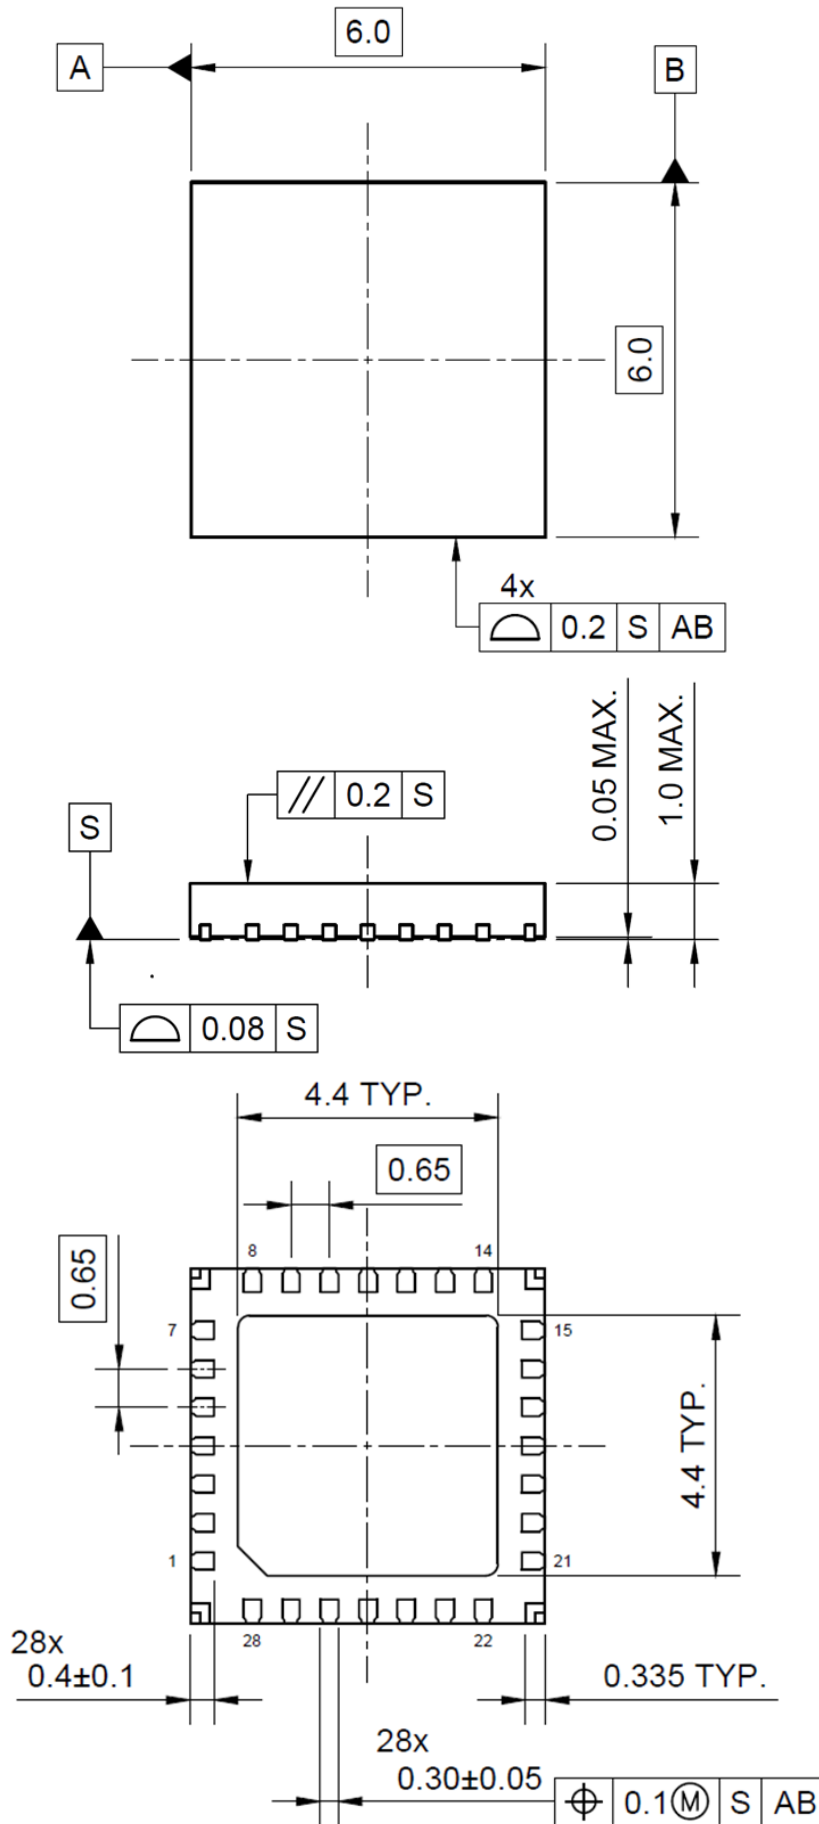 6.0
A
B
6.0
4x
0.2 S AB
0.05 MAX.
1.0 MAX.
// 0.2 S
S
0.08 S
4.4 TYP.
0.65
0.65
8
14
7
15
4.4 TYP.
1
21
28
22
28x
0.4±0.1
0.335 TYP.
28x
0.30±0.05
⌖ 0.1Ⓜ S AB